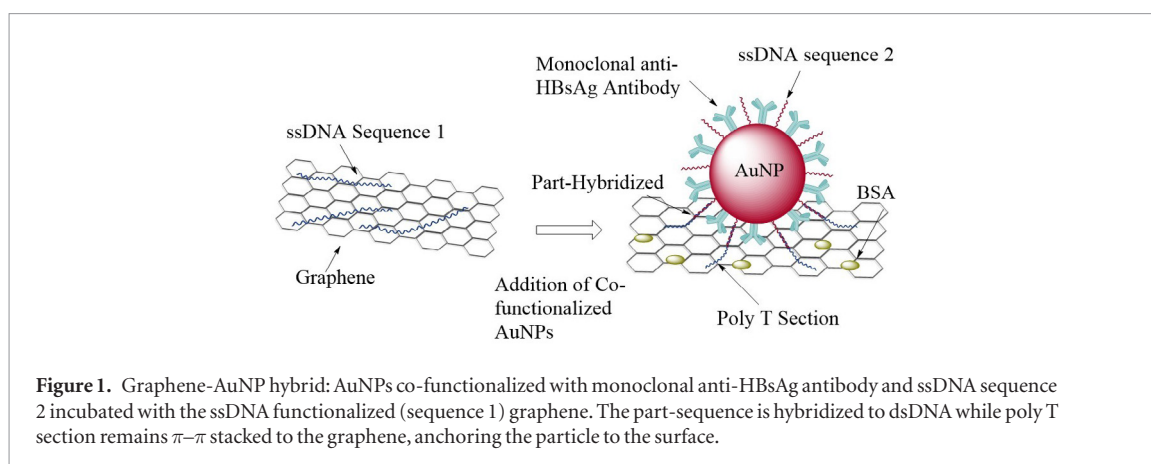 Monoclonal anti-
HBsAg Antibody
ssDNA sequence 2
ssDNA Sequence 1
AuNP
Part-Hybridized
BSA
Graphene
Addition of Co-
functionalized
AuNPs
Poly T Section
Figure 1. Graphene-AuNP hybrid: AuNPs co-functionalized with monoclonal anti-HBsAg antibody and ssDNA sequence
2 incubated with the ssDNA functionalized (sequence 1) graphene. The part-sequence is hybridized to dsDNA while poly T
section remains π–π stacked to the graphene, anchoring the particle to the surface.